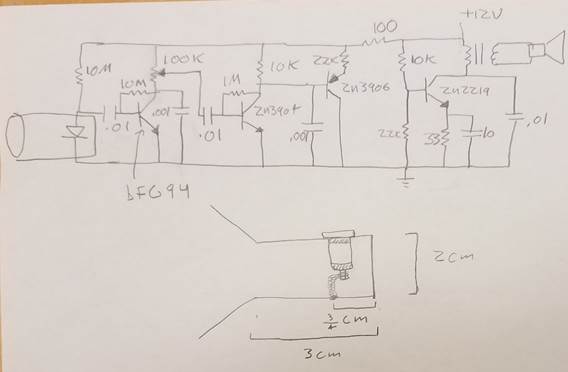 +12V
100
10M
100K
10M
.001
.01
.01
1M
10K
2n3904
.001
22K
2n3906
10K
22K
2n2219
33
10
.01
bFG94
2cm
3/4 cm
3cm